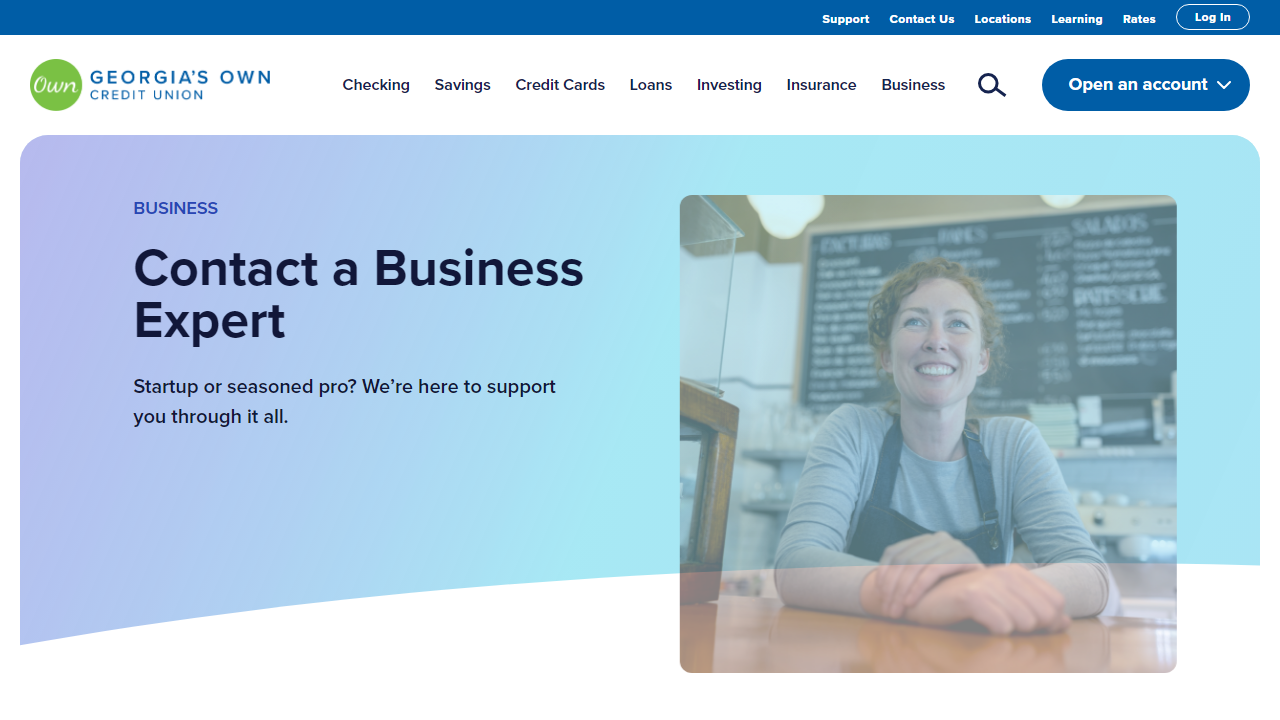 Support Contact Us Locations Learning Rates Log In
Own GEORGIA'S OWN
CREDIT UNION
Checking Savings Credit Cards Loans Investing Insurance Business Open an account
BUSINESS
Contact a Business
Expert
Startup or seasoned pro? We’re here to support
you through it all.
SALADOS
PATISSERIE